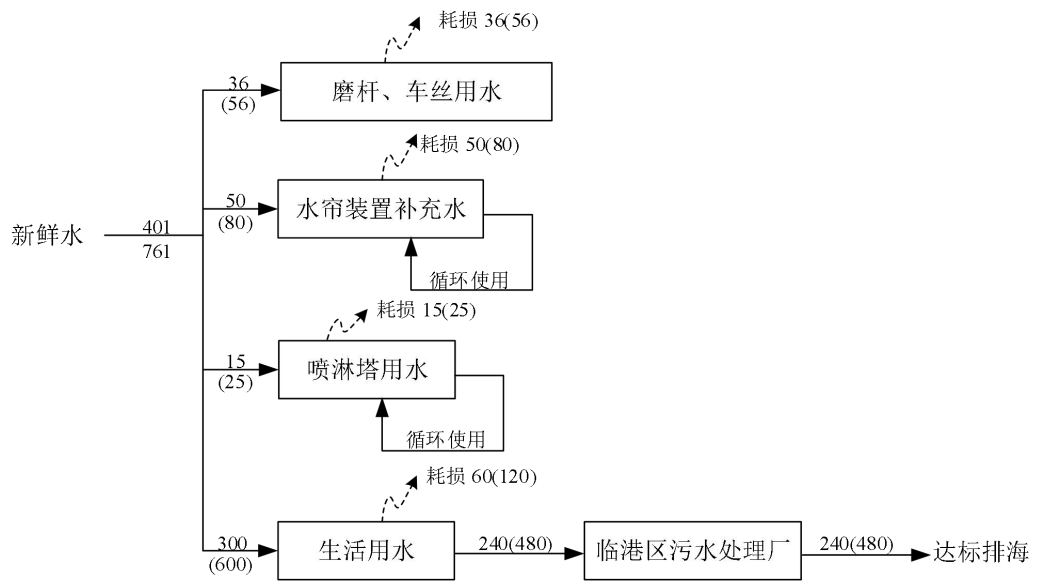 耗损 36(56)
36
(56)
磨杆、车丝用水
耗损 50(80)
50
(80)
水帘装置补充水
新鲜水
401
761
循环使用
耗损 15(25)
15
(25)
喷淋塔用水
循环使用
耗损 60(120)
300
(600)
生活用水
240(480)
临港区污水处理厂
240(480)
达标排海